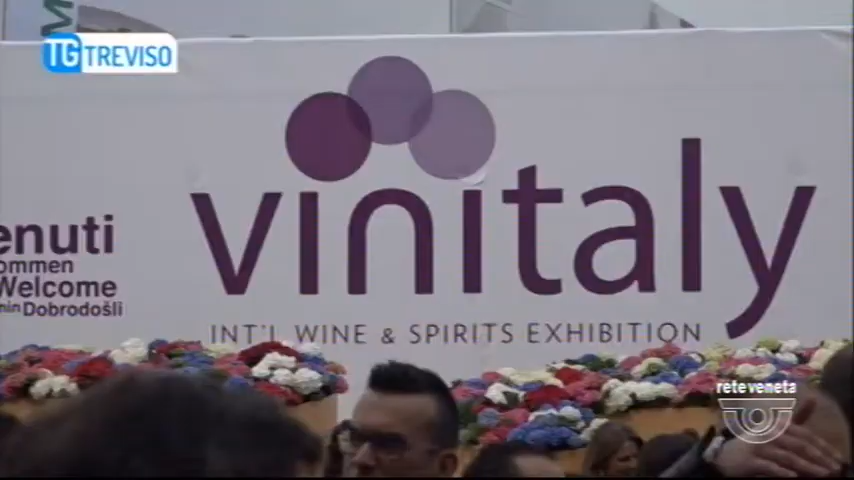 TG TREVISO
vinitaly
INT'L WINE & SPIRITS EXHIBITION
enuti
ommen
Welcome
Dobrodošli
rete veneta